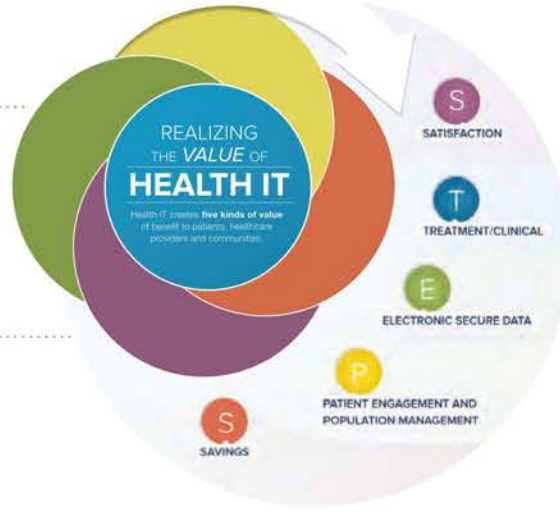 REALIZING
THE VALUE OF
HEALTH IT
Health IT creates five kinds of value
of benefit to patients, healthcare
providers and communities.
S
SATISFACTION
T
TREATMENT/CLINICAL
E
ELECTRONIC SECURE DATA
P
PATIENT ENGAGEMENT AND
POPULATION MANAGEMENT
S
SAVINGS